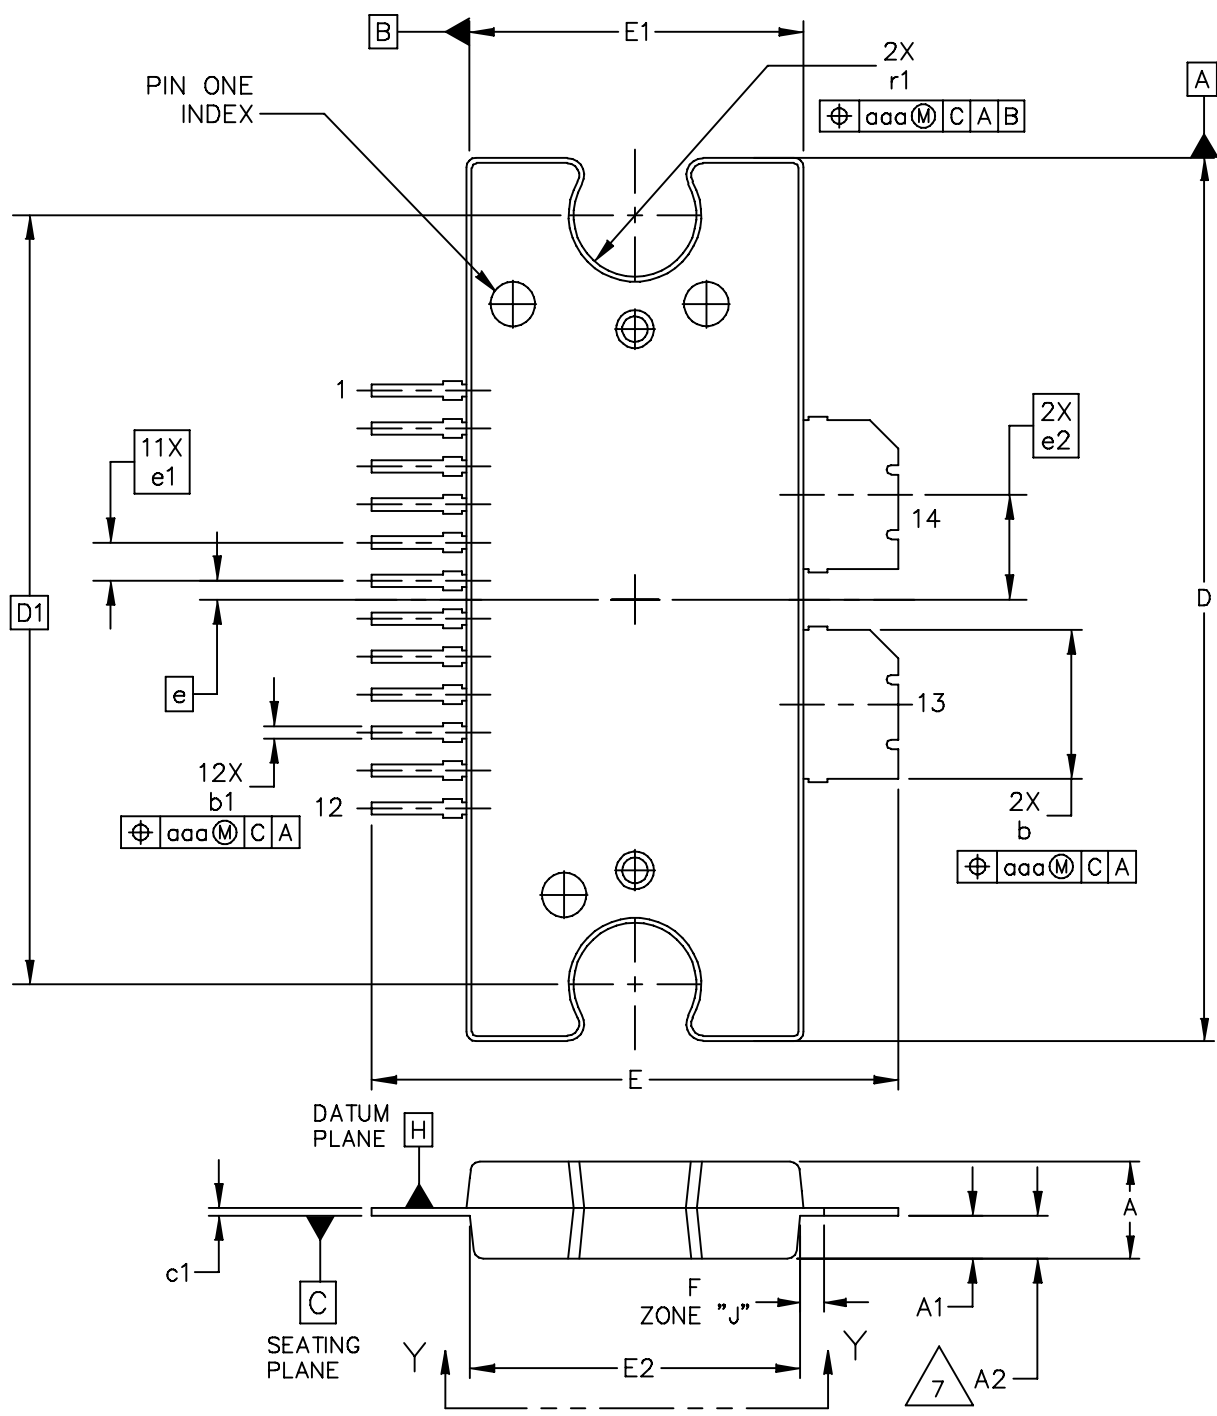 B
E1
2X
r1
⌖ aaa Ⓜ C A B
A
PIN ONE
INDEX
1
11X
e1
2X
e2
14
D1
D
e
13
12X
b1
⌖ aaa Ⓜ C A
12
2X
b
⌖ aaa Ⓜ C A
E
DATUM
PLANE
H
A
c1
C
SEATING
PLANE
F
ZONE "J"
A1
Y
Y
E2
7
A2